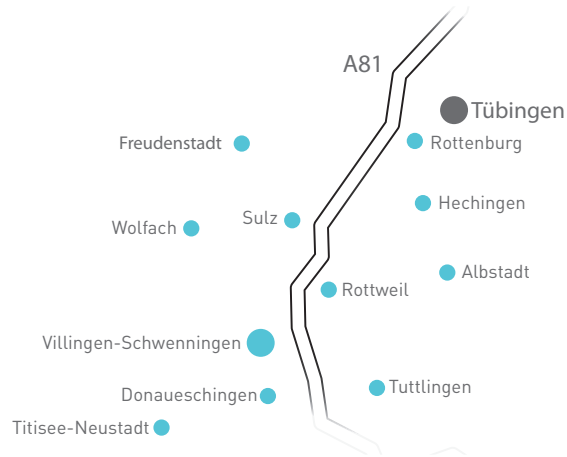 A81
Tübingen
Freudenstadt
Rottenburg
Hechingen
Sulz
Wolfach
Albstadt
Rottweil
Villingen-Schwenningen
Tuttlingen
Donaueschingen
Titisee-Neustadt